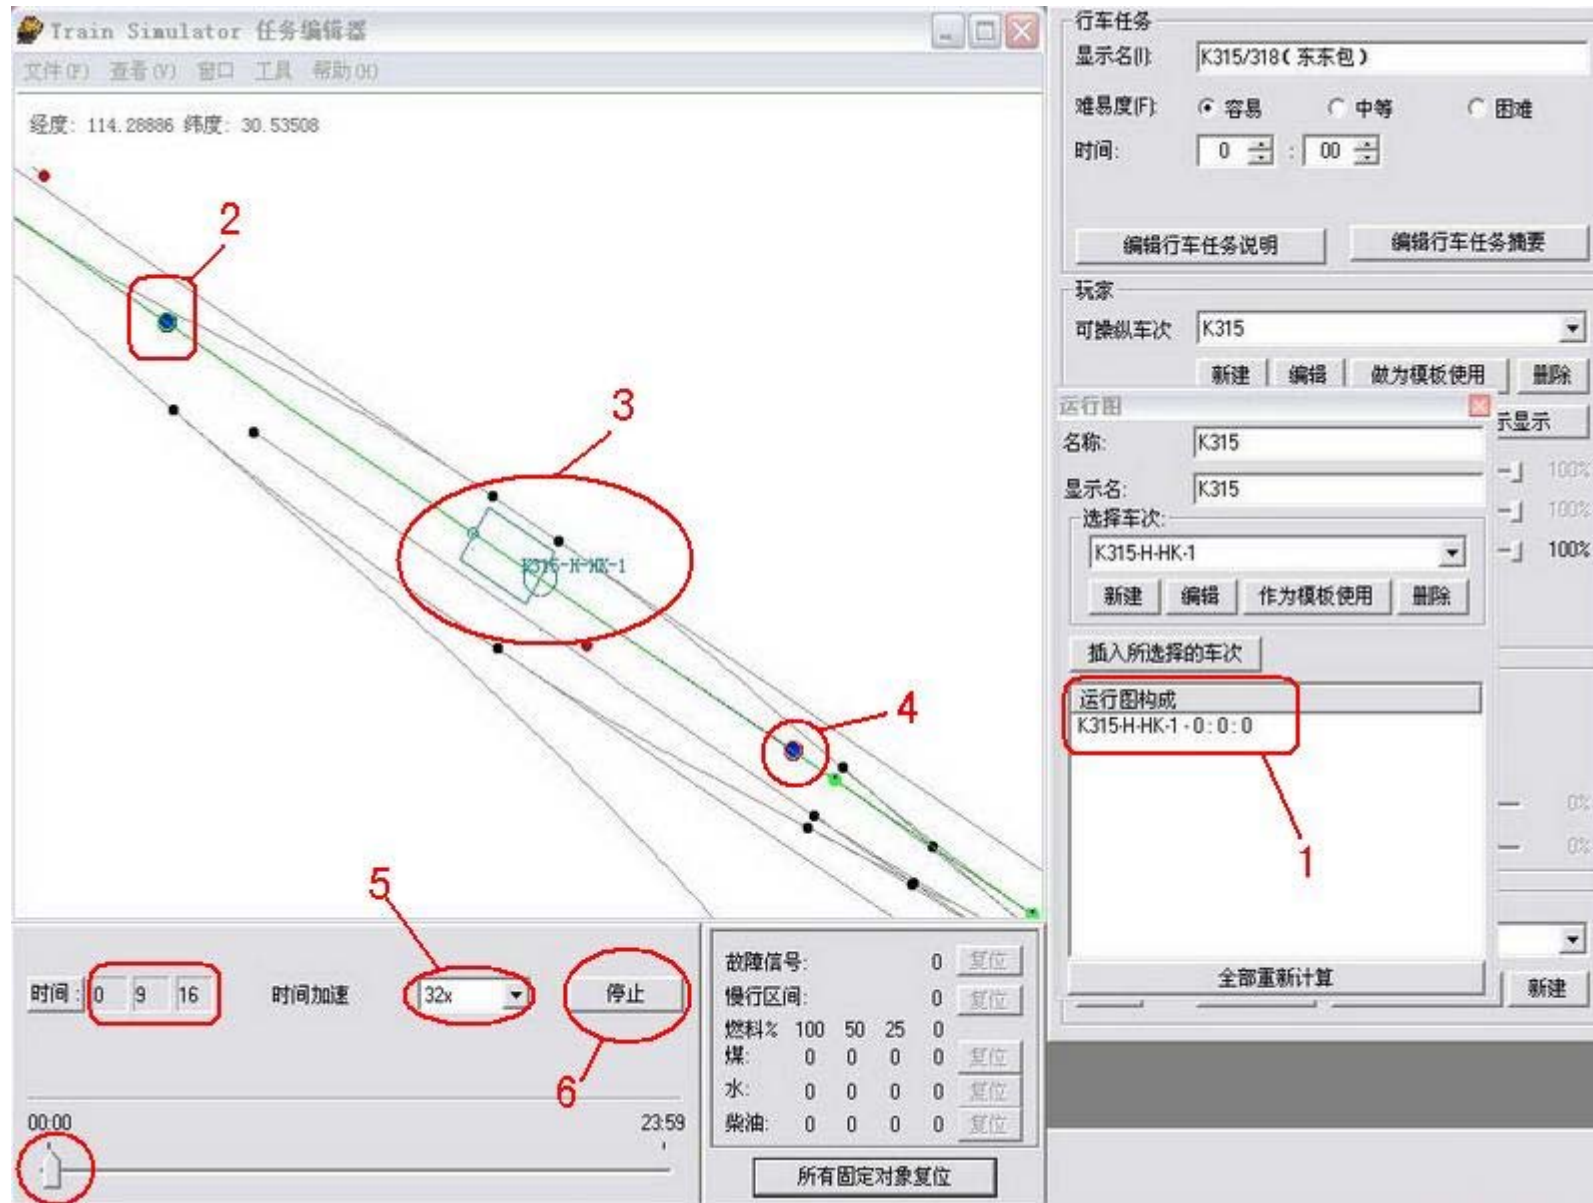 Train Simulator 任务编辑器
文件(F) 查看(V) 窗口 工具 帮助(H)
经度: 114.28886 纬度: 30.53508
2
3
K315-H-HK-1
4
5
时间: 0 9 16 时间加速 32x 停止
6
00:00 23:59
故障信号: 0 复位
慢行区间: 0 复位
燃料% 100 50 25 0
煤: 0 0 0 0 复位
水: 0 0 0 0 复位
柴油: 0 0 0 0 复位
所有固定对象复位
行车任务
显示名(I): K315/318(东东包)
难易度(F): 容易 中等 困难
时间: 0 : 00
编辑行车任务说明 编辑行车任务摘要
玩家
可操纵车次 K315
新建 编辑 做为模板使用 删除
运行图
示显示
名称: K315
100%
显示名: K315
100%
选择车次:
K315-H-HK-1
100%
新建 编辑 作为模板使用 删除
插入所选择的车次
运行图构成
K315-H-HK-1 - 0 : 0 : 0
0%
1
0%
全部重新计算
新建